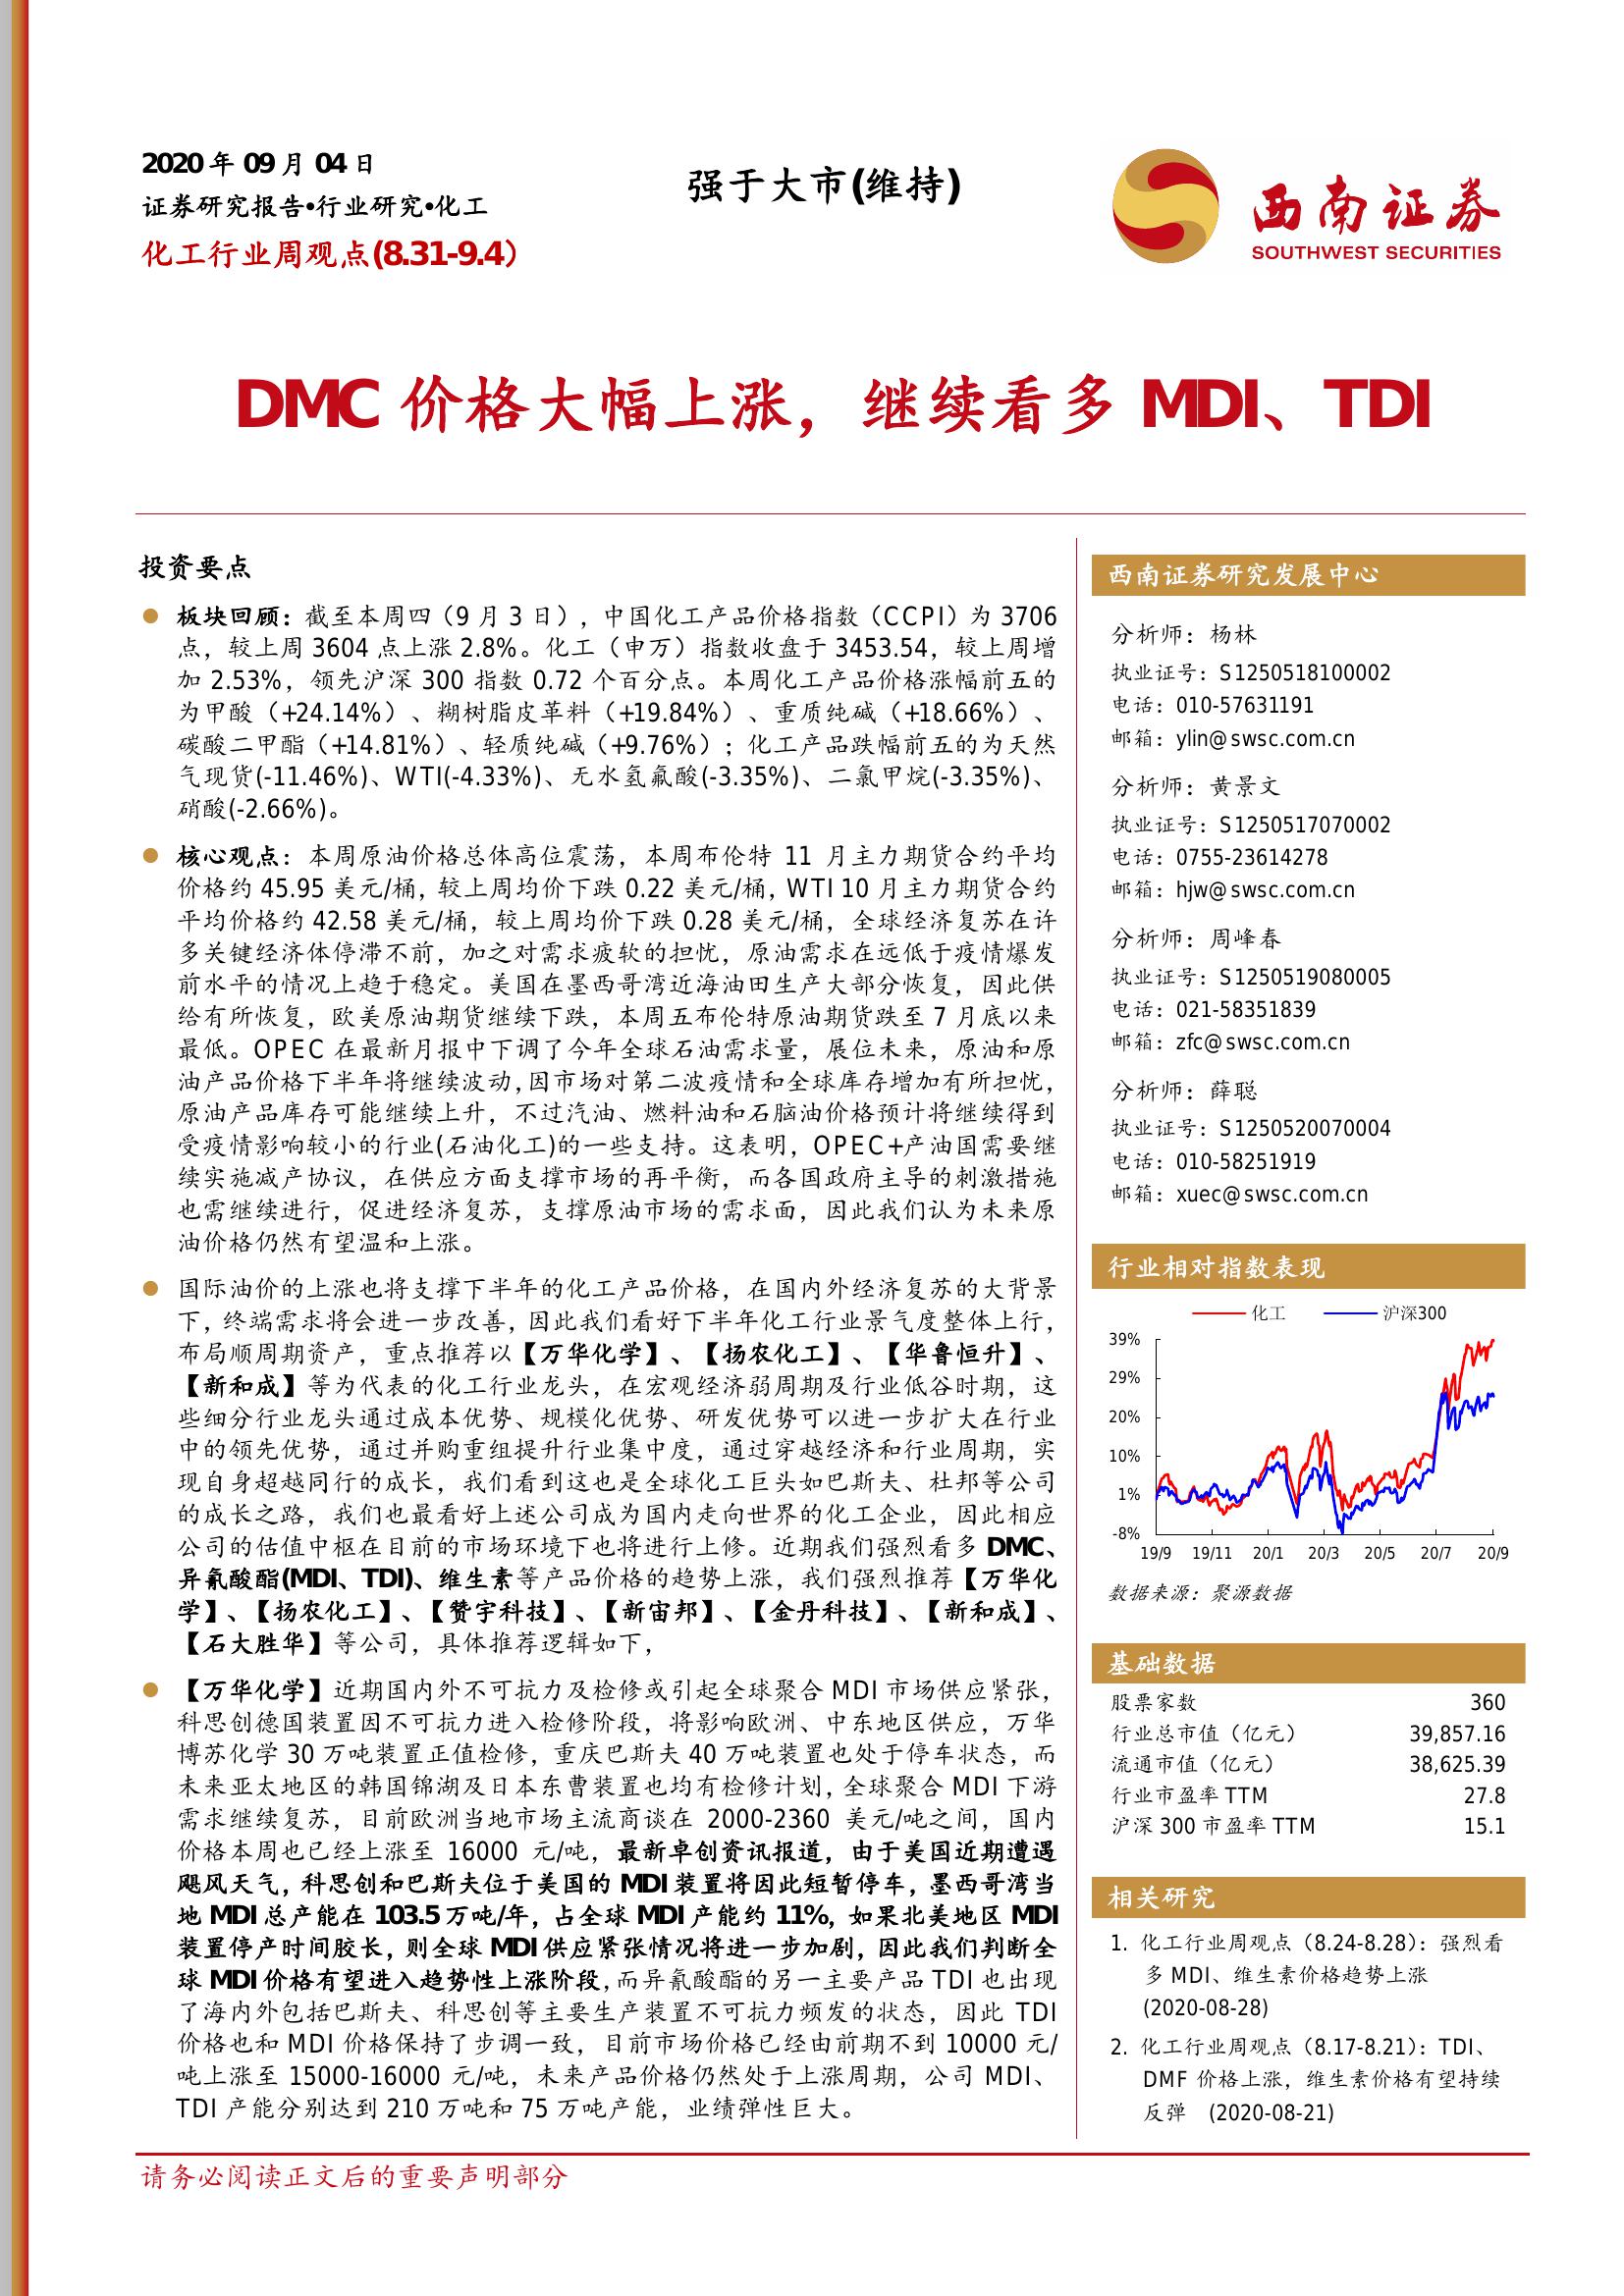 2020 年 09 月 04 日
证券研究报告•行业研究•化工
化工行业周观点(8.31-9.4）
强于大市(维持)
西南证券
SOUTHWEST SECURITIES
DMC 价格大幅上涨，继续看多 MDI、TDI
投资要点
板块回顾：截至本周四（9 月 3 日），中国化工产品价格指数（CCPI）为 3706
点，较上周 3604 点上涨 2.8%。化工（申万）指数收盘于 3453.54，较上周增
加 2.53%，领先沪深 300 指数 0.72 个百分点。本周化工产品价格涨幅前五的
为甲酸（+24.14%）、糊树脂皮革料（+19.84%）、重质纯碱（+18.66%）、
碳酸二甲酯（+14.81%）、轻质纯碱（+9.76%）；化工产品跌幅前五的为天然
气现货(-11.46%)、WTI(-4.33%)、无水氢氟酸(-3.35%)、二氯甲烷(-3.35%)、
硝酸(-2.66%)。
核心观点：本周原油价格总体高位震荡，本周布伦特 11 月主力期货合约平均
价格约 45.95 美元/桶，较上周均价下跌 0.22 美元/桶，WTI 10 月主力期货合约
平均价格约 42.58 美元/桶，较上周均价下跌 0.28 美元/桶，全球经济复苏在许
多关键经济体停滞不前，加之对需求疲软的担忧，原油需求在远低于疫情爆发
前水平的情况上趋于稳定。美国在墨西哥湾近海油田生产大部分恢复，因此供
给有所恢复，欧美原油期货继续下跌，本周五布伦特原油期货跌至 7 月底以来
最低。OPEC 在最新月报中下调了今年全球石油需求量，展位未来，原油和原
油产品价格下半年将继续波动，因市场对第二波疫情和全球库存增加有所担忧，
原油产品库存可能继续上升，不过汽油、燃料油和石脑油价格预计将继续得到
受疫情影响较小的行业(石油化工)的一些支持。这表明，OPEC+产油国需要继
续实施减产协议，在供应方面支撑市场的再平衡，而各国政府主导的刺激措施
也需继续进行，促进经济复苏，支撑原油市场的需求面，因此我们认为未来原
油价格仍然有望温和上涨。
国际油价的上涨也将支撑下半年的化工产品价格，在国内外经济复苏的大背景
下，终端需求将会进一步改善，因此我们看好下半年化工行业景气度整体上行，
布局顺周期资产，重点推荐以【万华化学】、【扬农化工】、【华鲁恒升】、
【新和成】等为代表的化工行业龙头，在宏观经济弱周期及行业低谷时期，这
些细分行业龙头通过成本优势、规模化优势、研发优势可以进一步扩大在行业
中的领先优势，通过并购重组提升行业集中度，通过穿越经济和行业周期，实
现自身超越同行的成长，我们看到这也是全球化工巨头如巴斯夫、杜邦等公司
的成长之路，我们也最看好上述公司成为国内走向世界的化工企业，因此相应
公司的估值中枢在目前的市场环境下也将进行上修。近期我们强烈看多 DMC、
异氰酸酯(MDI、TDI)、维生素等产品价格的趋势上涨，我们强烈推荐【万华化
学】、【扬农化工】、【赞宇科技】、【新宙邦】、【金丹科技】、【新和成】、
【石大胜华】等公司，具体推荐逻辑如下，
【万华化学】近期国内外不可抗力及检修或引起全球聚合 MDI 市场供应紧张，
科思创德国装置因不可抗力进入检修阶段，将影响欧洲、中东地区供应，万华
博苏化学 30 万吨装置正值检修，重庆巴斯夫 40 万吨装置也处于停车状态，而
未来亚太地区的韩国锦湖及日本东曹装置也均有检修计划，全球聚合 MDI 下游
需求继续复苏，目前欧洲当地市场主流商谈在 2000-2360 美元/吨之间，国内
价格本周也已经上涨至 16000 元/吨，最新卓创资讯报道，由于美国近期遭遇
飓风天气，科思创和巴斯夫位于美国的 MDI 装置将因此短暂停车，墨西哥湾当
地 MDI 总产能在 103.5 万吨/年，占全球 MDI 产能约 11%，如果北美地区 MDI
装置停产时间胶长，则全球 MDI 供应紧张情况将进一步加剧，因此我们判断全
球 MDI 价格有望进入趋势性上涨阶段，而异氰酸酯的另一主要产品 TDI 也出现
了海内外包括巴斯夫、科思创等主要生产装置不可抗力频发的状态，因此 TDI
价格也和 MDI 价格保持了步调一致，目前市场价格已经由前期不到 10000 元/
吨上涨至 15000-16000 元/吨，未来产品价格仍然处于上涨周期，公司 MDI、
TDI 产能分别达到 210 万吨和 75 万吨产能，业绩弹性巨大。
西南证券研究发展中心
分析师：杨林
执业证号：S1250518100002
电话：010-57631191
邮箱：ylin@swsc.com.cn
分析师：黄景文
执业证号：S1250517070002
电话：0755-23614278
邮箱：hjw@swsc.com.cn
分析师：周峰春
执业证号：S1250519080005
电话：021-58351839
邮箱：zfc@swsc.com.cn
分析师：薛聪
执业证号：S1250520070004
电话：010-58251919
邮箱：xuec@swsc.com.cn
行业相对指数表现
化工 沪深300
39%
29%
20%
10%
1%
-8%
19/9 19/11 20/1 20/3 20/5 20/7 20/9
数据来源：聚源数据
基础数据
股票家数 360
行业总市值（亿元） 39,857.16
流通市值（亿元） 38,625.39
行业市盈率 TTM 27.8
沪深 300 市盈率 TTM 15.1
相关研究
1. 化工行业周观点（8.24-8.28）：强烈看
多 MDI、维生素价格趋势上涨
(2020-08-28)
2. 化工行业周观点（8.17-8.21）：TDI、
DMF 价格上涨，维生素价格有望持续
反弹 (2020-08-21)
请务必阅读正文后的重要声明部分